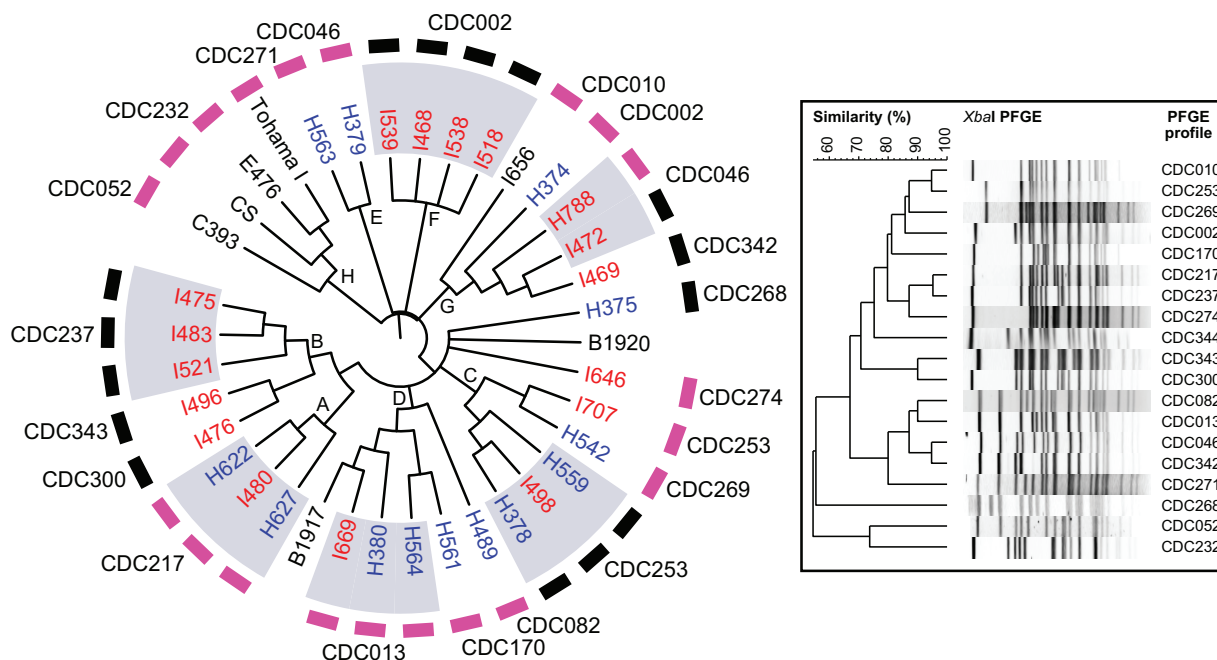 CDC002
CDC046
CDC271
CDC232
CDC052
CDC010
CDC002
CDC046
CDC342
CDC268
CDC274
CDC253
CDC269
CDC253
CDC082
CDC170
CDC013
CDC217
CDC300
CDC343
CDC237
C393
CS
E476
Tohama I
H563
H379
I539
I468
I538
I518
I656
H374
H788
I472
I469
H375
B1920
I646
I707
H542
H559
I498
H378
H489
H561
H564
H380
I669
B1917
H627
I480
H622
I476
I496
I521
I483
I475
E
F
G
H
B
A
D
C
Similarity (%)
XbaI PFGE
PFGE
profile
60
70
80
90
100
CDC010
CDC253
CDC269
CDC002
CDC170
CDC217
CDC237
CDC274
CDC344
CDC343
CDC300
CDC082
CDC013
CDC046
CDC342
CDC271
CDC268
CDC052
CDC232